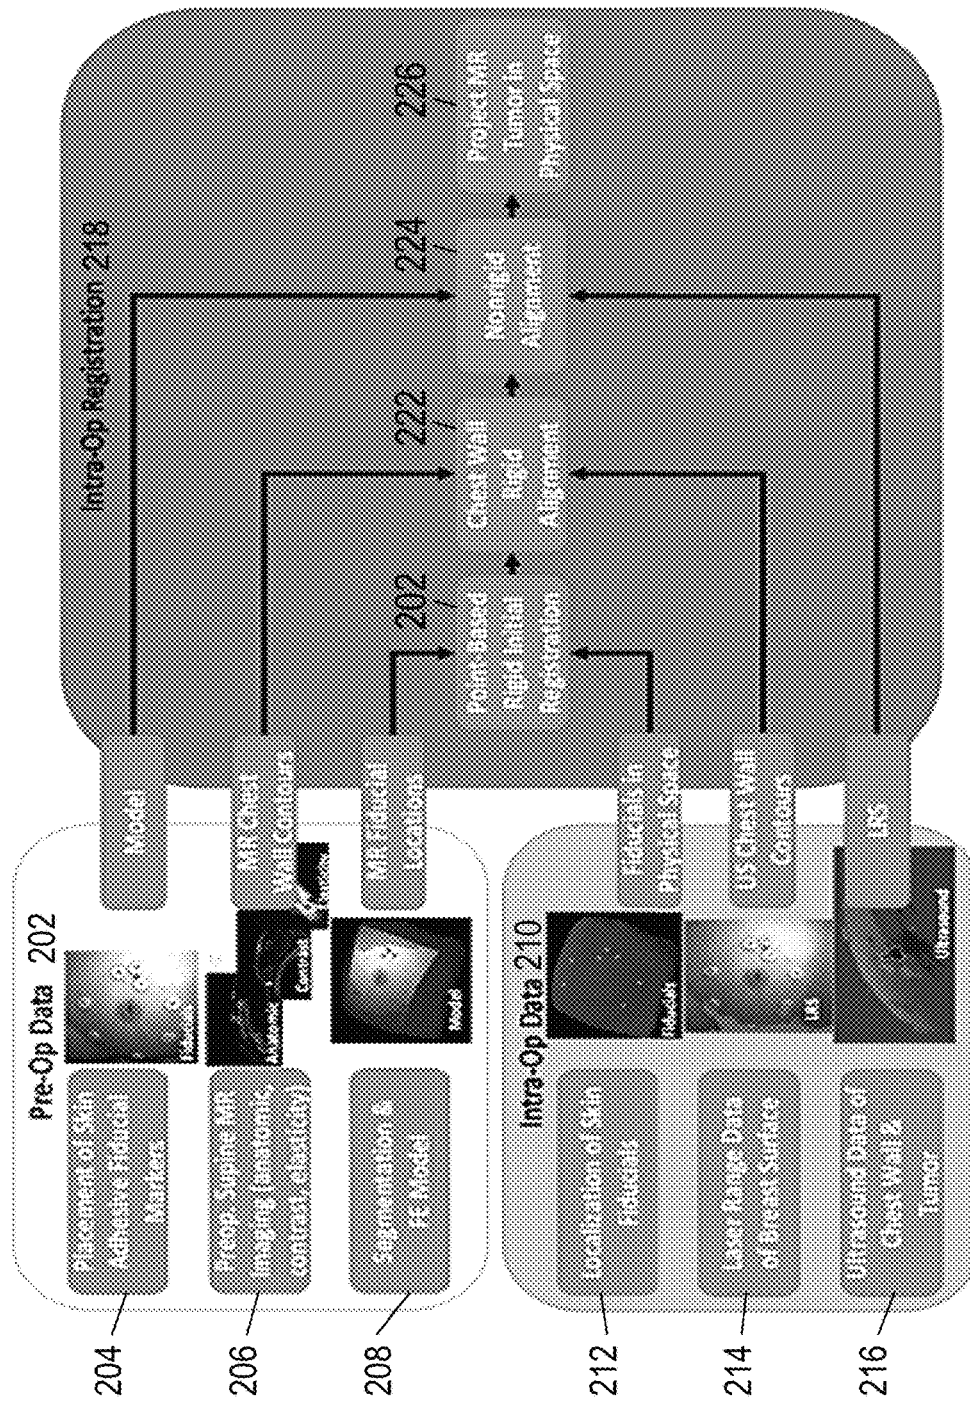 Pre-Op Data 202
204
Placement of Skin
Adhesive Fiducial
Markers
206
Preop. Supine MR
Imaging (anatomic,
contrast, elasticity)
Contrast
208
Segmentation &
FE Model
Model
Model
MR Chest
Wall Contours
MR Fiducial
Locations
Intra-Op Data 210
212
Localization of Skin
Fiducials
Fiducials
214
Laser Range Data
of Breast Surface
LRS
216
Ultrasound Data of
Chest Wall &
Tumor
Ultrasound
Fiducials in
Physical Space
US Chest Wall
Contours
LRS
Intra-Op Registration 218
202
Point-Based
Rigid Initial
Registration
222
Chest Wall
Rigid
Alignment
224
Nonrigid
Alignment
226
Project MR
Tumor in
Physical Space